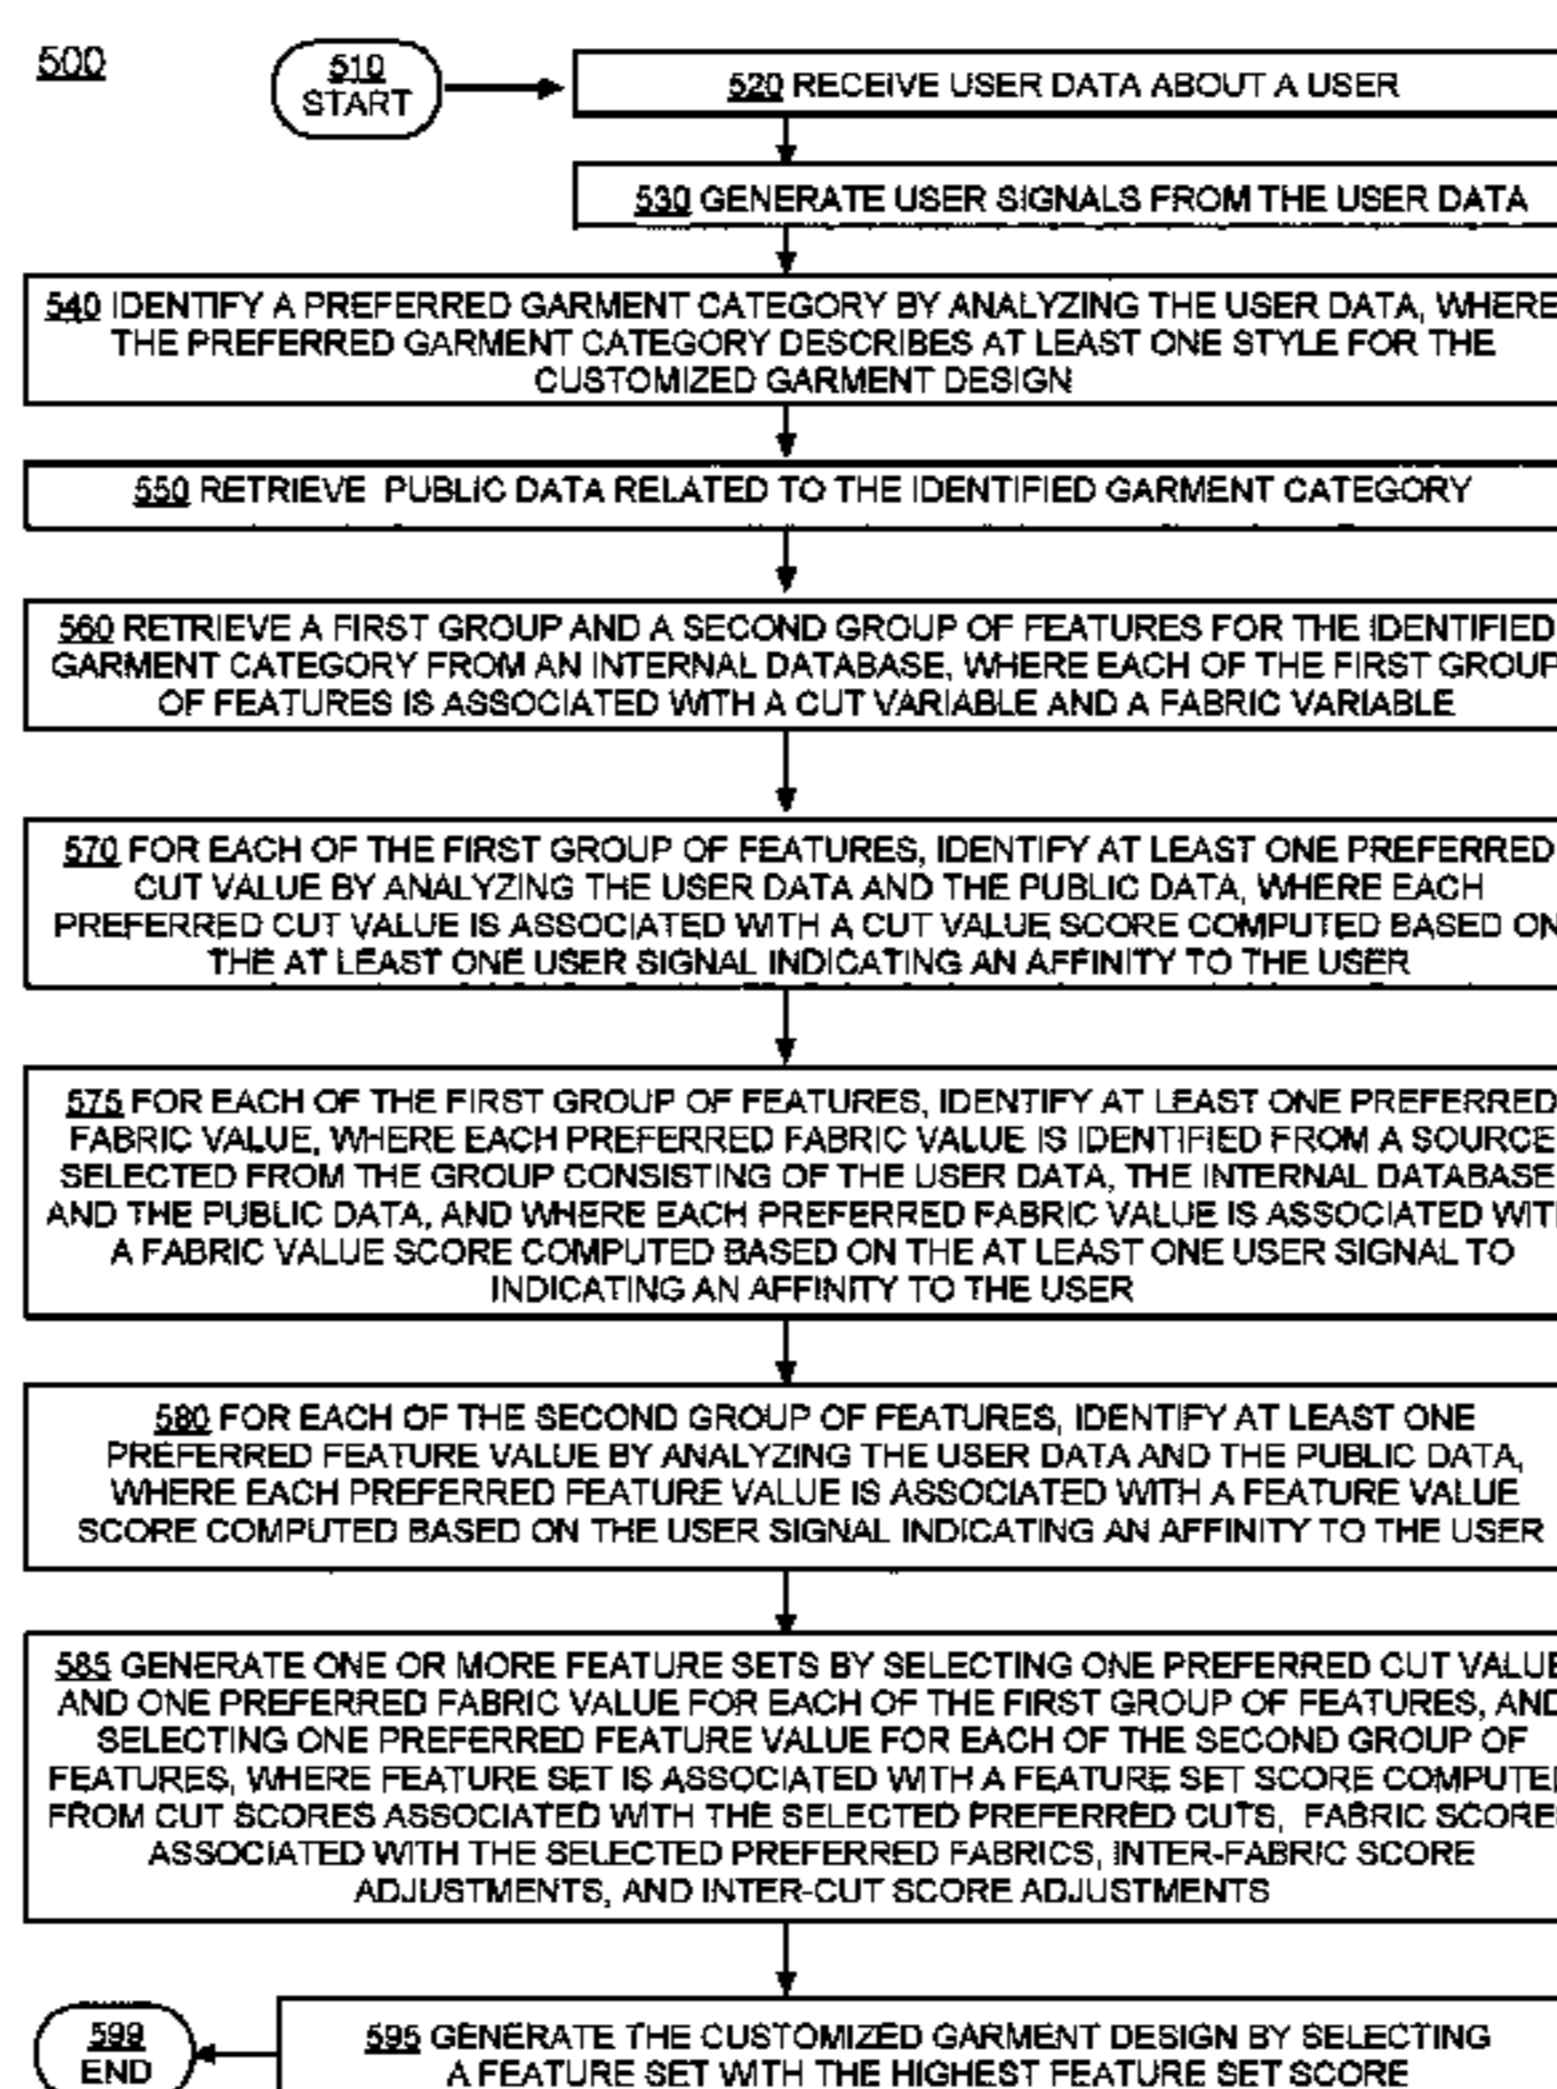 500
510
START
520 RECEIVE USER DATA ABOUT A USER
530 GENERATE USER SIGNALS FROM THE USER DATA
540 IDENTIFY A PREFERRED GARMENT CATEGORY BY ANALYZING THE USER DATA, WHERE
THE PREFERRED GARMENT CATEGORY DESCRIBES AT LEAST ONE STYLE FOR THE
CUSTOMIZED GARMENT DESIGN
550 RETRIEVE PUBLIC DATA RELATED TO THE IDENTIFIED GARMENT CATEGORY
560 RETRIEVE A FIRST GROUP AND A SECOND GROUP OF FEATURES FOR THE IDENTIFIED
GARMENT CATEGORY FROM AN INTERNAL DATABASE, WHERE EACH OF THE FIRST GROUP
OF FEATURES IS ASSOCIATED WITH A CUT VARIABLE AND A FABRIC VARIABLE
570 FOR EACH OF THE FIRST GROUP OF FEATURES, IDENTIFY AT LEAST ONE PREFERRED
CUT VALUE BY ANALYZING THE USER DATA AND THE PUBLIC DATA, WHERE EACH
PREFERRED CUT VALUE IS ASSOCIATED WITH A CUT VALUE SCORE COMPUTED BASED ON
THE AT LEAST ONE USER SIGNAL INDICATING AN AFFINITY TO THE USER
575 FOR EACH OF THE FIRST GROUP OF FEATURES, IDENTIFY AT LEAST ONE PREFERRED
FABRIC VALUE, WHERE EACH PREFERRED FABRIC VALUE IS IDENTIFIED FROM A SOURCE
SELECTED FROM THE GROUP CONSISTING OF THE USER DATA, THE INTERNAL DATABASE
AND THE PUBLIC DATA, AND WHERE EACH PREFERRED FABRIC VALUE IS ASSOCIATED WIT
A FABRIC VALUE SCORE COMPUTED BASED ON THE AT LEAST ONE USER SIGNAL TO
INDICATING AN AFFINITY TO THE USER
580 FOR EACH OF THE SECOND GROUP OF FEATURES, IDENTIFY AT LEAST ONE
PREFERRED FEATURE VALUE BY ANALYZING THE USER DATA AND THE PUBLIC DATA,
WHERE EACH PREFERRED FEATURE VALUE IS ASSOCIATED WITH A FEATURE VALUE
SCORE COMPUTED BASED ON THE USER SIGNAL INDICATING AN AFFINITY TO THE USER
585 GENERATE ONE OR MORE FEATURE SETS BY SELECTING ONE PREFERRED CUT VALUE
AND ONE PREFERRED FABRIC VALUE FOR EACH OF THE FIRST GROUP OF FEATURES, AND
SELECTING ONE PREFERRED FEATURE VALUE FOR EACH OF THE SECOND GROUP OF
FEATURES, WHERE FEATURE SET IS ASSOCIATED WITH A FEATURE SET SCORE COMPUTED
FROM CUT SCORES ASSOCIATED WITH THE SELECTED PREFERRED CUTS, FABRIC SCORES
ASSOCIATED WITH THE SELECTED PREFERRED FABRICS, INTER-FABRIC SCORE
ADJUSTMENTS, AND INTER-CUT SCORE ADJUSTMENTS
599
END
595 GENERATE THE CUSTOMIZED GARMENT DESIGN BY SELECTING
A FEATURE SET WITH THE HIGHEST FEATURE SET SCORE